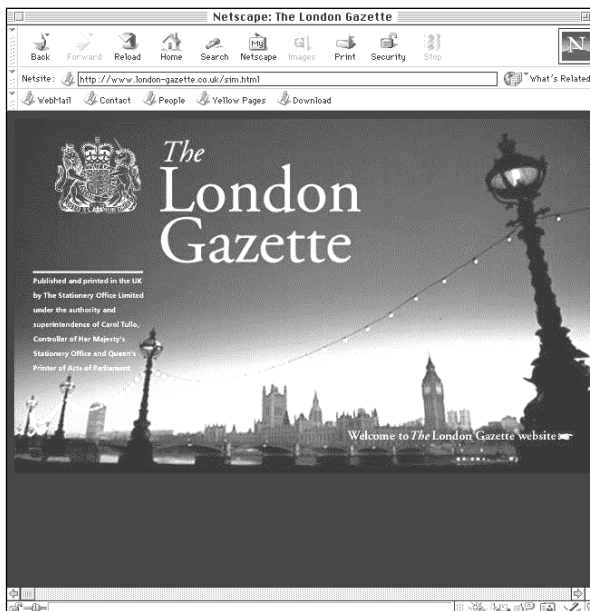 Netscape: The London Gazette
Back Forward Reload Home Search Netscape Images Print Security Stop
My
N
Netsite: http://www.london-gazette.co.uk/sim.html What's Related
WebMail Contact People Yellow Pages Download
The
London
Gazette
Published and printed in the UK
by The Stationery Office Limited
under the authority and
superintendence of Carol Tullo,
Controller of Her Majesty's
Stationery Office and Queen's
Printer of Acts of Parliament
Welcome to The London Gazette website